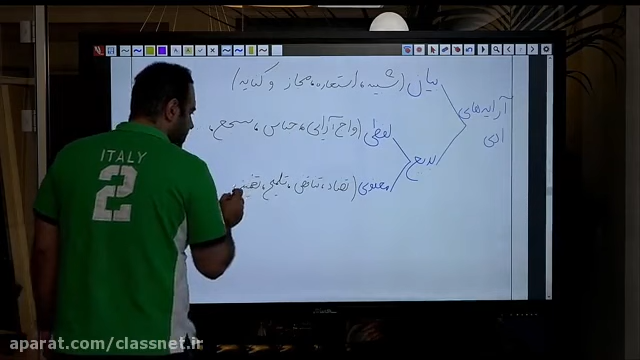 آرایه‌های ادبی
بیان (تشبیه، استعاره، مجاز و کنایه)
بدیع
لفظی (واج آرایی، جناس، سجع،
معنوی (تضاد، تناقض، تلمیح، تضمین
ITALY
2
aparat.com/classnet.ir